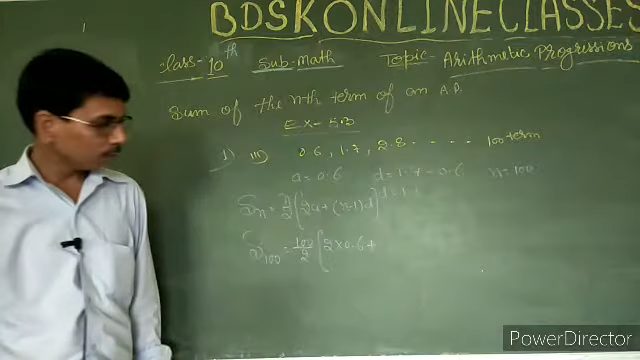 BDSKONLINECLASSES
Class- 10th Sub- math Topic- Arithmetic Progressions
Sum of the nth term of an A.P.
Ex- 5.3
1) iii) 0.6, 1.7, 2.8 - - - - - 100 term
a = 0.6 d = 1.7 - 0.6 n = 100
d = 1.1
Sn = n/2 [2a + (n-1)d]
S100 = 100/2 [2×0.6+
PowerDirector